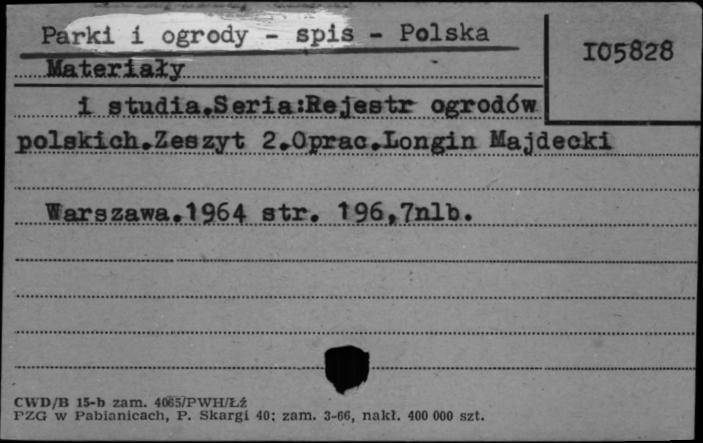 Parki i ogrody - spis - Polska
I05828
Materiały
i studia.Seria:Rejestr ogrodów
polskich.Zeszyt 2.Oprac.Longin Majdecki
Warszawa.1964 str. 196,7nlb.
CWD/B 15-b zam. 4065/PWH/Łż
PZG w Pabianicach, P. Skargi 40; zam. 3-66, nakł. 400 000 szt.